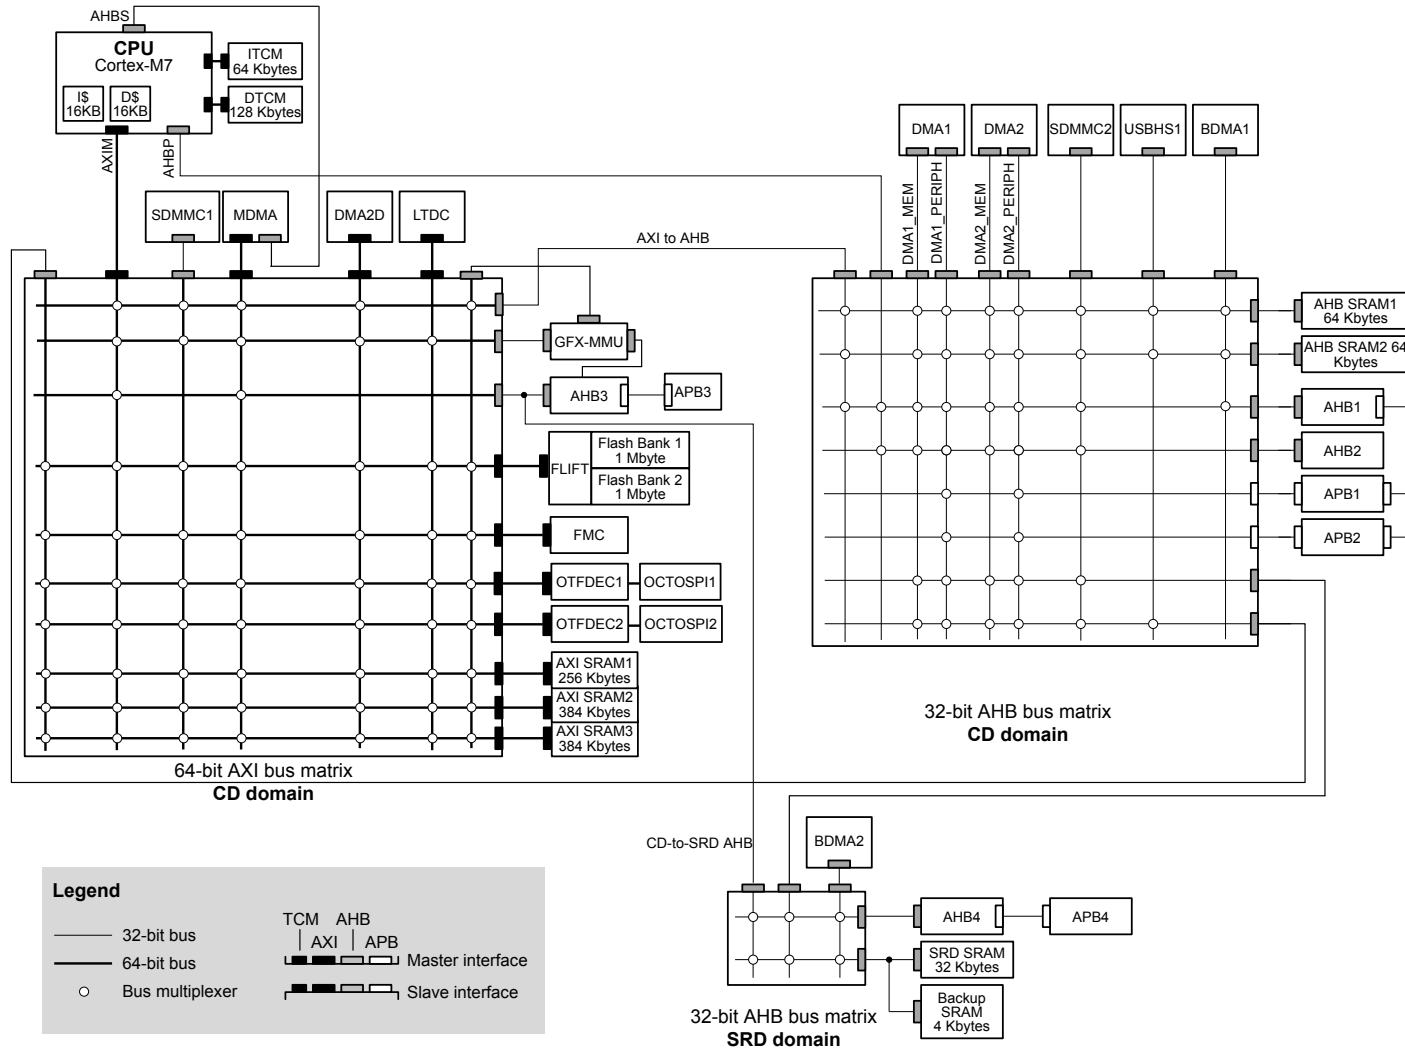 AHBS
CPU
Cortex-M7
I$
16KB
D$
16KB
ITCM
64 Kbytes
DTCM
128 Kbytes
AXIM
AHBP
SDMMC1
MDMA
DMA2D
LTDC
AXI to AHB
DMA1
DMA2
SDMMC2
USBHS1
BDMA1
DMA1_MEM
DMA1_PERIPH
DMA2_MEM
DMA2_PERIPH
GFX-MMU
AHB3
APB3
FLIFT
Flash Bank 1
1 Mbyte
Flash Bank 2
1 Mbyte
FMC
OTFDEC1
OCTOSPI1
OTFDEC2
OCTOSPI2
AXI SRAM1
256 Kbytes
AXI SRAM2
384 Kbytes
AXI SRAM3
384 Kbytes
64-bit AXI bus matrix
CD domain
AHB SRAM1
64 Kbytes
AHB SRAM2 64
Kbytes
AHB1
AHB2
APB1
APB2
32-bit AHB bus matrix
CD domain
CD-to-SRD AHB
BDMA2
AHB4
APB4
SRD SRAM
32 Kbytes
Backup
SRAM
4 Kbytes
32-bit AHB bus matrix
SRD domain
Legend
32-bit bus
64-bit bus
Bus multiplexer
TCM
AHB
AXI
APB
Master interface
Slave interface